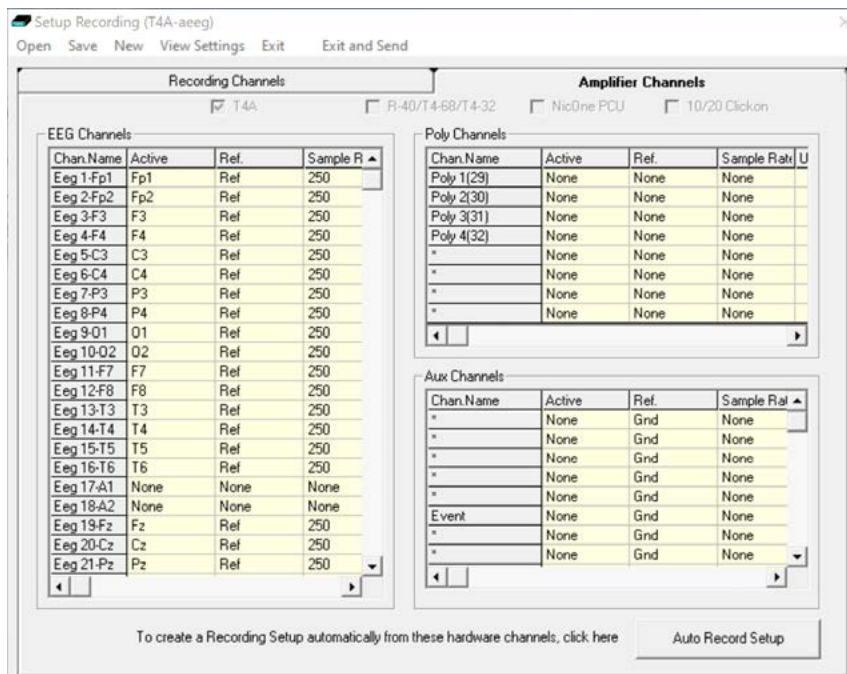 Setup Recording (T4A-aeeg)
Open Save New View Settings Exit Exit and Send
Recording Channels Amplifier Channels
T4A R-40/T4-68/T4-32 NicOne PCU 10/20 Clickon
EEG Channels
Chan.Name Active Ref. Sample R
Eeg 1-Fp1 Fp1 Ref 250
Eeg 2-Fp2 Fp2 Ref 250
Eeg 3-F3 F3 Ref 250
Eeg 4-F4 F4 Ref 250
Eeg 5-C3 C3 Ref 250
Eeg 6-C4 C4 Ref 250
Eeg 7-P3 P3 Ref 250
Eeg 8-P4 P4 Ref 250
Eeg 9-O1 O1 Ref 250
Eeg 10-O2 O2 Ref 250
Eeg 11-F7 F7 Ref 250
Eeg 12-F8 F8 Ref 250
Eeg 13-T3 T3 Ref 250
Eeg 14-T4 T4 Ref 250
Eeg 15-T5 T5 Ref 250
Eeg 16-T6 T6 Ref 250
Eeg 17-A1 None None None
Eeg 18-A2 None None None
Eeg 19-Fz Fz Ref 250
Eeg 20-Cz Cz Ref 250
Eeg 21-Pz Pz Ref 250
Poly Channels
Chan.Name Active Ref. Sample Rate U
Poly 1(29) None None None
Poly 2(30) None None None
Poly 3(31) None None None
Poly 4(32) None None None
* None None None
* None None None
* None None None
* None None None
Aux Channels
Chan.Name Active Ref. Sample Rat
* None Gnd None
* None Gnd None
* None Gnd None
* None Gnd None
* None Gnd None
Event None Gnd None
* None Gnd None
* None Gnd None
To create a Recording Setup automatically from these hardware channels, click here
Auto Record Setup